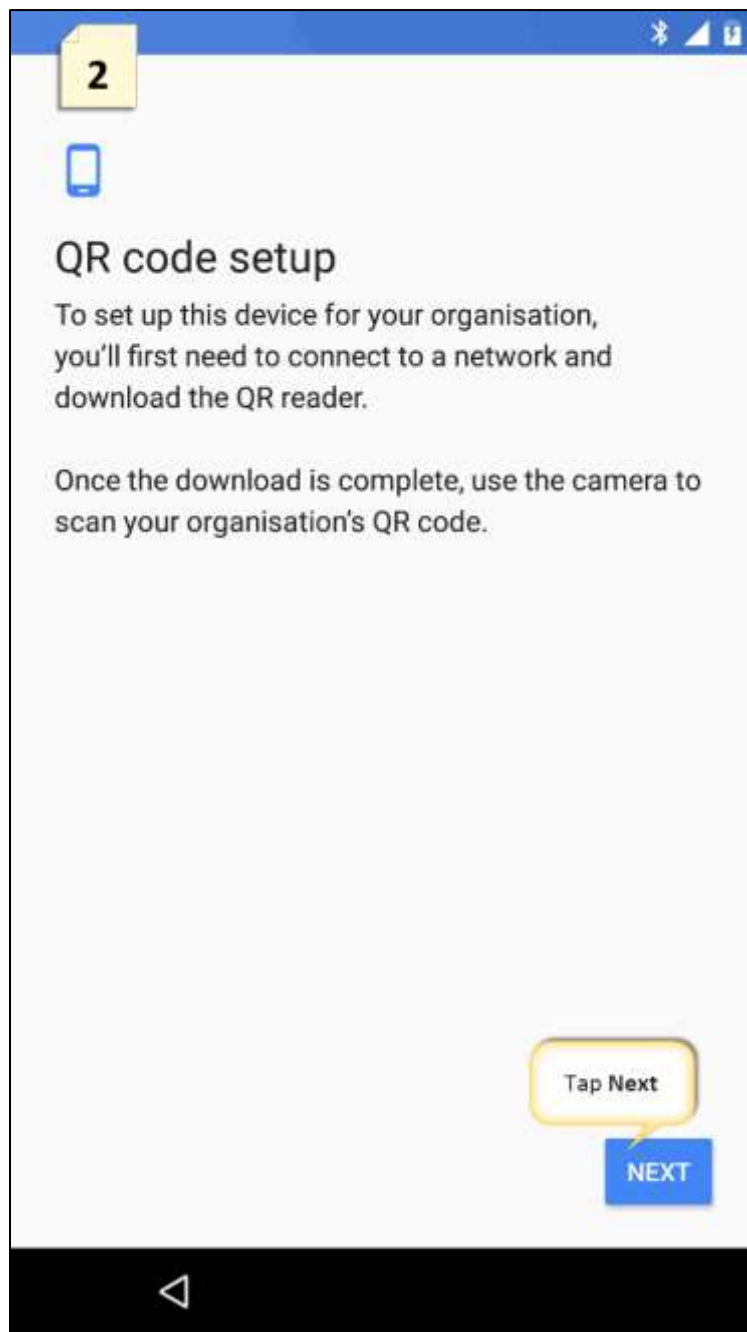 2
QR code setup
To set up this device for your organisation,
you'll first need to connect to a network and
download the QR reader.
Once the download is complete, use the camera to
scan your organisation's QR code.
Tap Next
NEXT